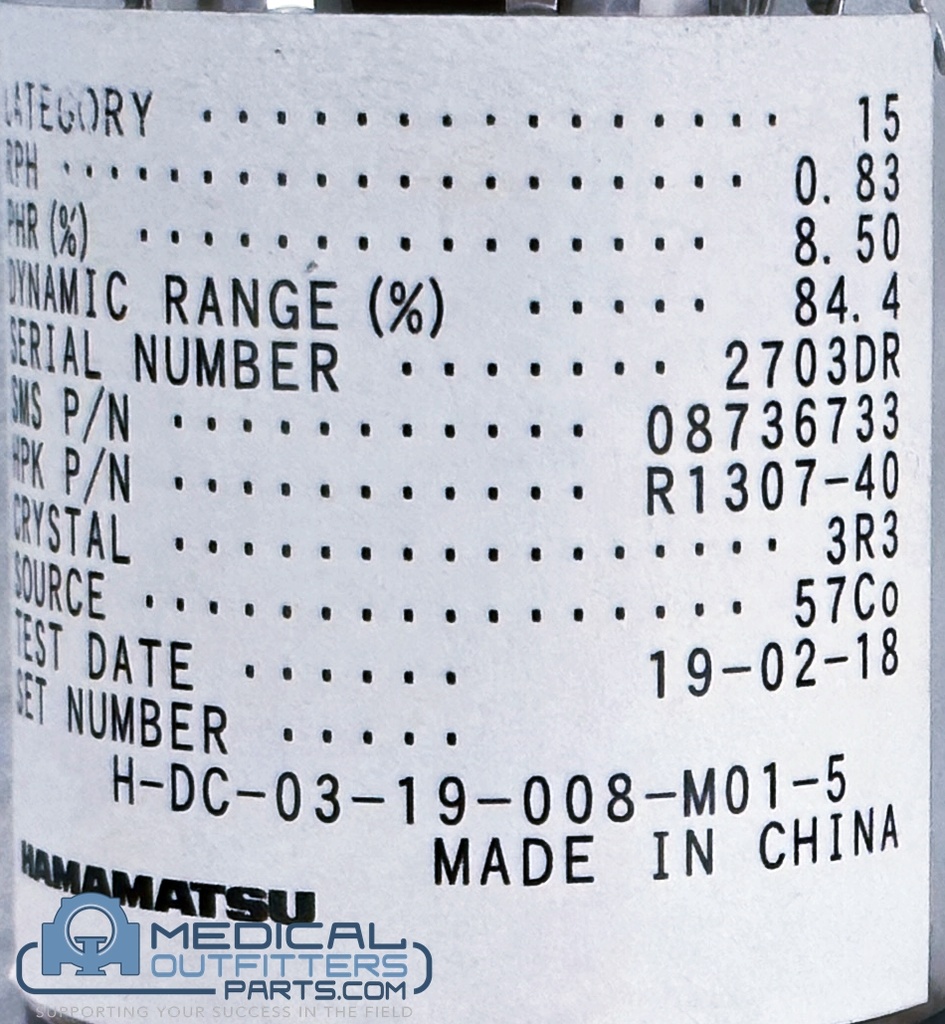 CATEGORY ................ 15
RPH ................... 0.83
PHR (%) ................ 8.50
DYNAMIC RANGE (%) ..... 84.4
SERIAL NUMBER ........ 2703DR
SMS P/N ............ 08736733
HPK P/N ............ R1307-40
CRYSTAL ................. 3R3
SOURCE ................. 57Co
TEST DATE ...... 19-02-18
SET NUMBER .....
H-DC-03-19-008-M01-5
MADE IN CHINA
HAMAMATSU
MEDICAL
OUTFITTERS
PARTS.COM
SUPPORTING YOUR SUCCESS IN THE FIELD